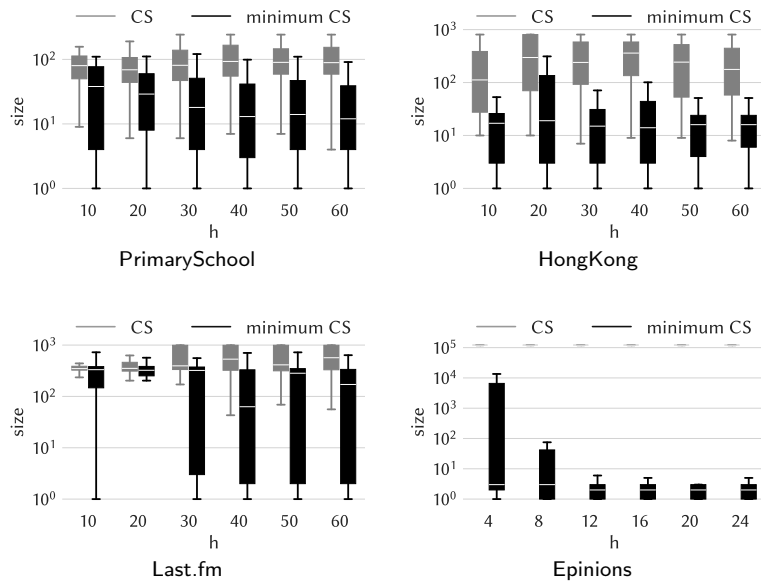 CS minimum CS
size
10²
10¹
10⁰
10 20 30 40 50 60
h
PrimarySchool
CS minimum CS
size
10³
10²
10¹
10⁰
10 20 30 40 50 60
h
HongKong
CS minimum CS
size
10³
10²
10¹
10⁰
10 20 30 40 50 60
h
Last.fm
CS minimum CS
size
10⁵
10⁴
10³
10²
10¹
10⁰
4 8 12 16 20 24
h
Epinions